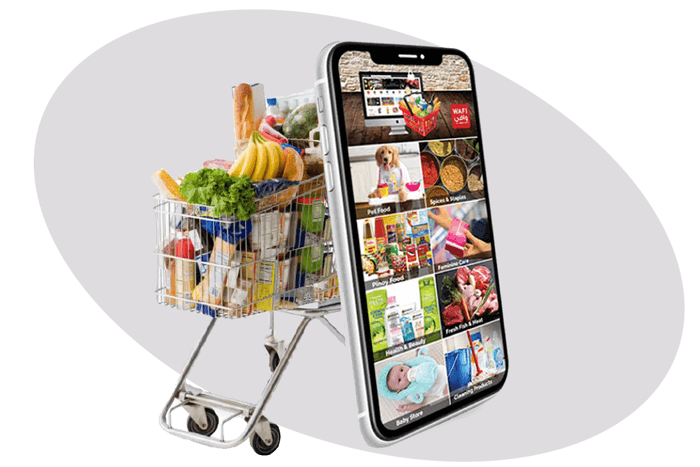 WAFI
وافي
Pet Food
Spices & Staples
Pinoy Food
Feminine Care
Health & Beauty
Fresh Fish & Meat
Baby Store
Cleaning Products